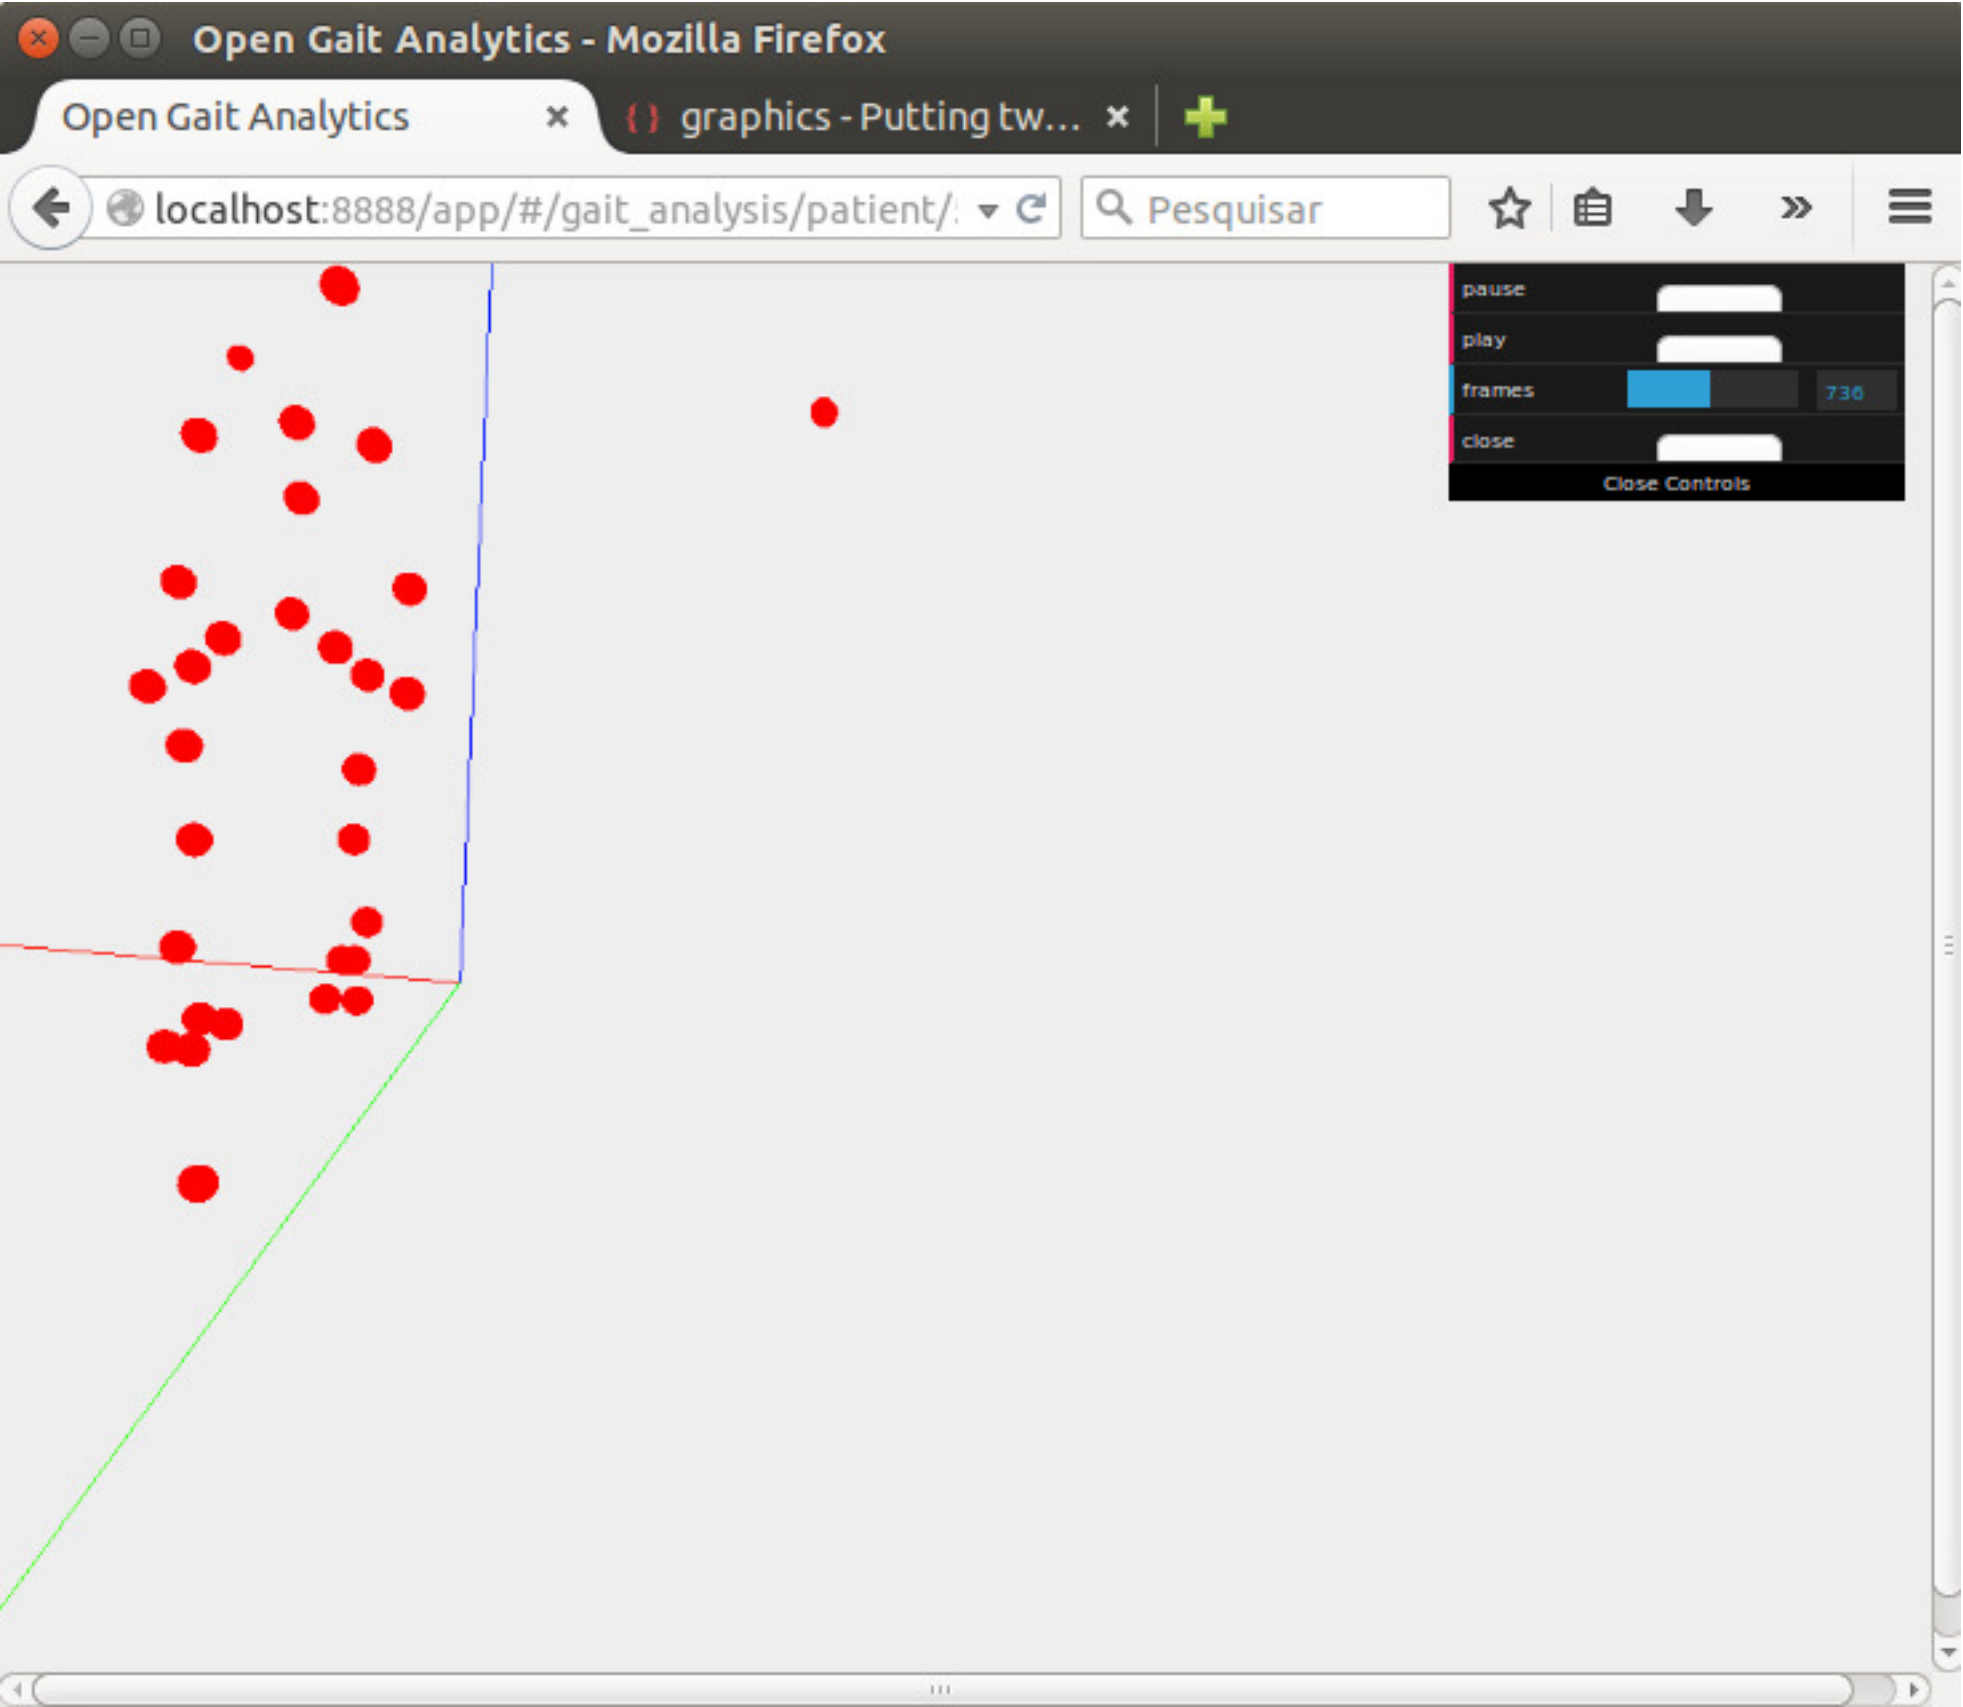 Open Gait Analytics - Mozilla Firefox
Open Gait Analytics
{ } graphics - Putting tw...
localhost:8888/app/#/gait_analysis/patient/
Pesquisar
pause
play
frames 736
close
Close Controls